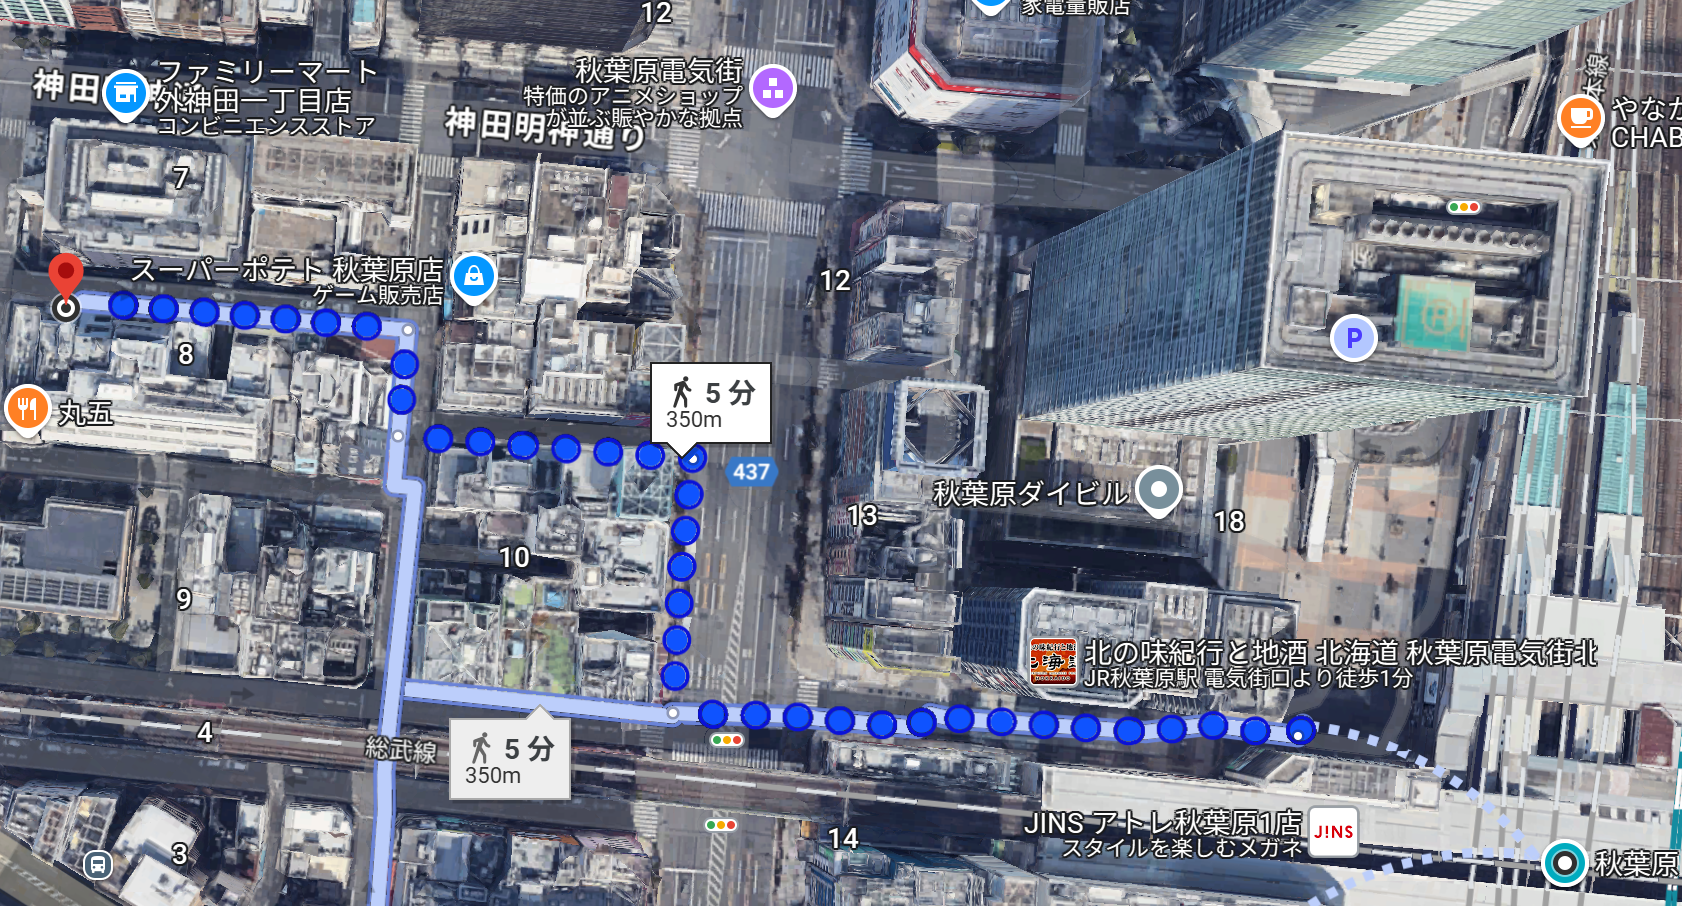 12
家電量販店
神田明
ファミリーマート
外神田一丁目店
コンビニエンスストア
秋葉原電気街
特価のアニメショップ
が並ぶ賑やかな拠点
神田明神通り
本線
やなか
CHAB
7
スーパーポテト 秋葉原店
ゲーム販売店
12
P
8
丸五
5 分
350m
437
秋葉原ダイビル
13
18
10
9
北の味紀行と地酒 北海道 秋葉原電気街北
JR秋葉原駅 電気街口より徒歩1分
4
総武線
5 分
350m
JINS アトレ秋葉原1店
スタイルを楽しむメガネ
J!NS
14
3
秋葉原